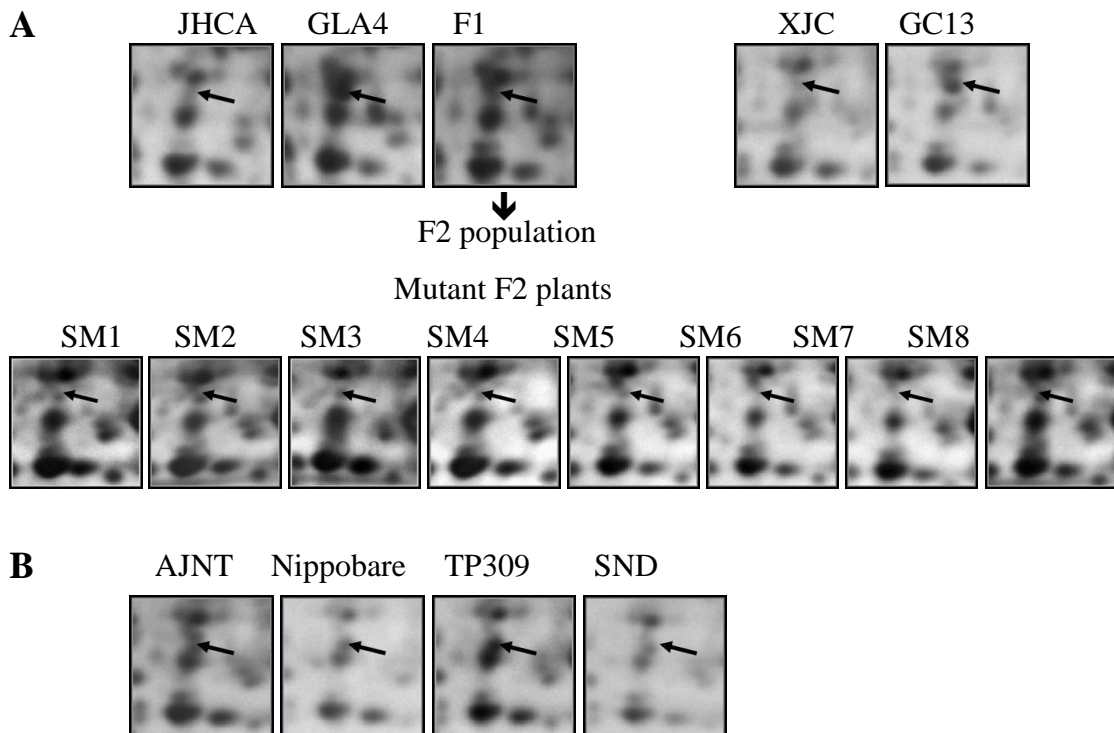 A
JHCA GLA4 F1 XJC GC13
F2 population
Mutant F2 plants
SM1 SM2 SM3 SM4 SM5 SM6 SM7 SM8
B
AJNT Nippobare TP309 SND